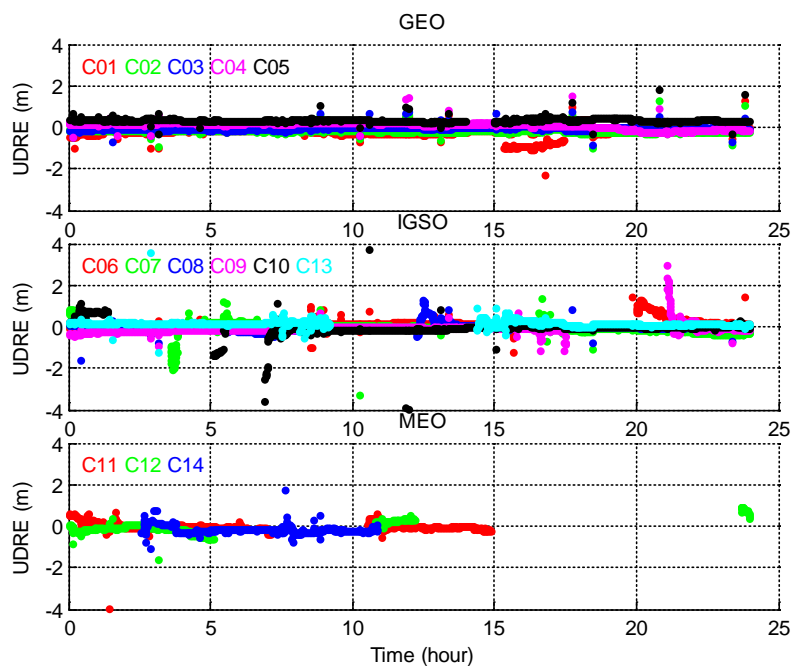 GEO
4
C01 C02 C03 C04 C05
2
UDRE (m)
0
-2
-4
0 5 10 15 20 25
IGSO
4
C06 C07 C08 C09 C10 C13
2
UDRE (m)
0
-2
-4
0 5 10 15 20 25
MEO
4
C11 C12 C14
2
UDRE (m)
0
-2
-4
0 5 10 15 20 25
Time (hour)